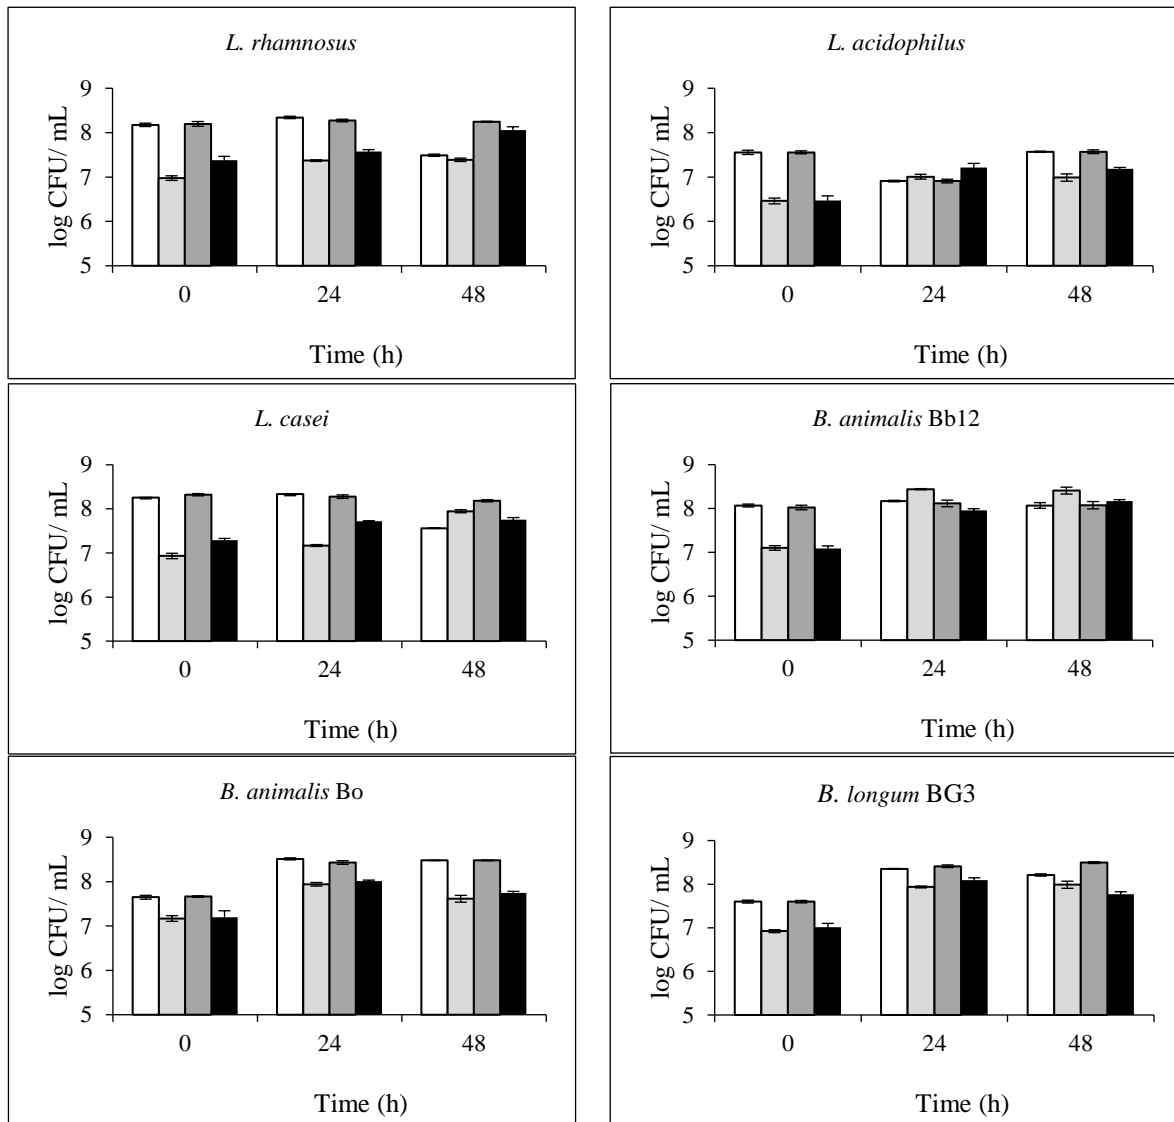 L. rhamnosus
9
8
7
6
5
log CFU/ mL
0 24 48
Time (h)
L. acidophilus
9
8
7
6
5
log CFU/ mL
0 24 48
Time (h)
L. casei
9
8
7
6
5
log CFU/ mL
0 24 48
Time (h)
B. animalis Bb12
9
8
7
6
5
log CFU/ mL
0 24 48
Time (h)
B. animalis Bo
9
8
7
6
5
log CFU/ mL
0 24 48
Time (h)
B. longum BG3
9
8
7
6
5
log CFU/ mL
0 24 48
Time (h)